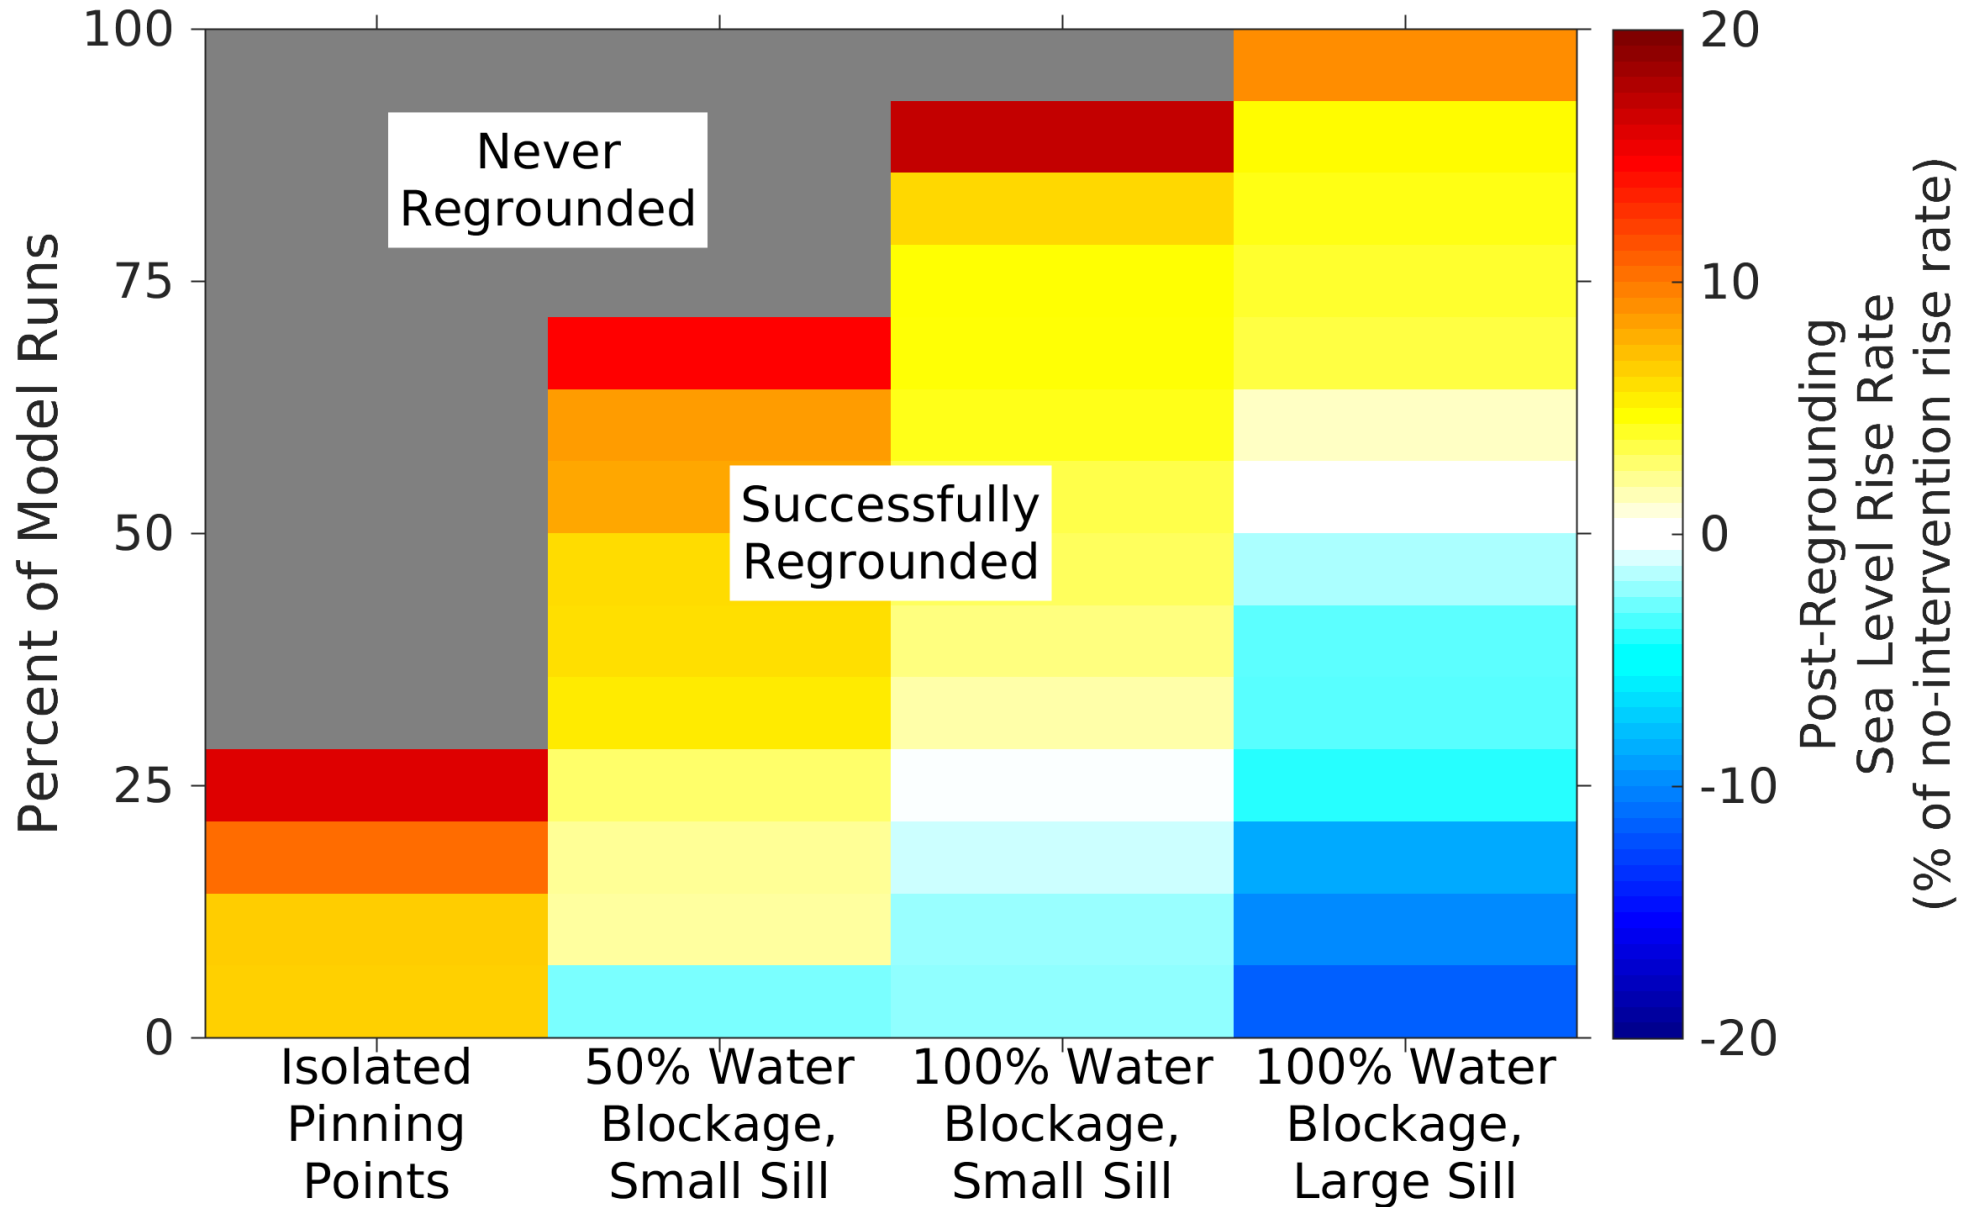 100
75
50
25
0
Percent of Model Runs
Never
Regrounded
Successfully
Regrounded
Isolated
Pinning
Points
50% Water
Blockage,
Small Sill
100% Water
Blockage,
Small Sill
100% Water
Blockage,
Large Sill
20
10
0
-10
-20
Post-Regrounding
Sea Level Rise Rate
(% of no-intervention rise rate)